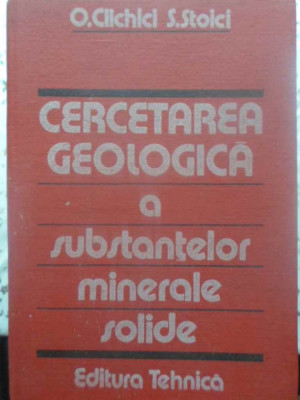 O.Clichici S.Stoici
CERCETAREA
GEOLOGICĂ
a
substanțelor
minerale
solide
Editura Tehnică